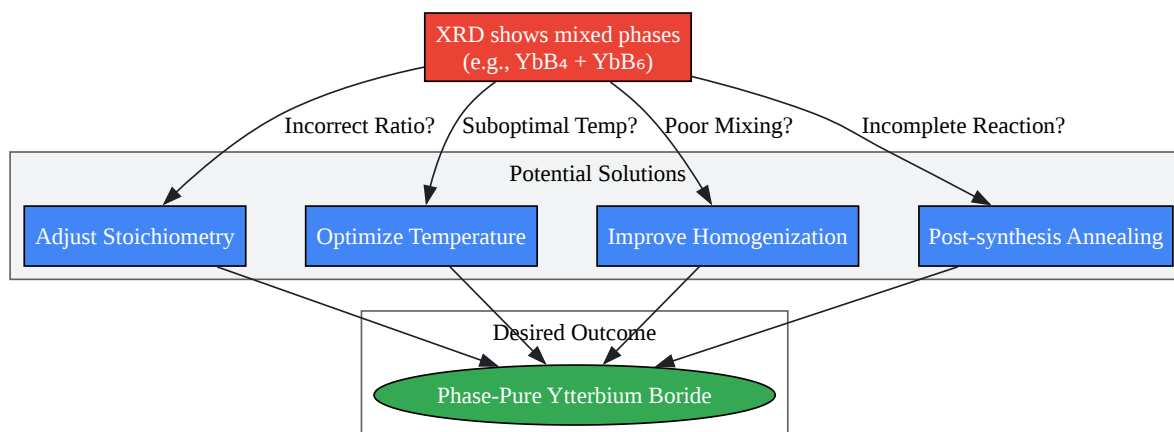 XRD shows mixed phases
(e.g., YbB₄ + YbB₆)
Incorrect Ratio?
Suboptimal Temp?
Poor Mixing?
Incomplete Reaction?
Potential Solutions
Adjust Stoichiometry
Optimize Temperature
Improve Homogenization
Post-synthesis Annealing
Desired Outcome
Phase-Pure Ytterbium Boride